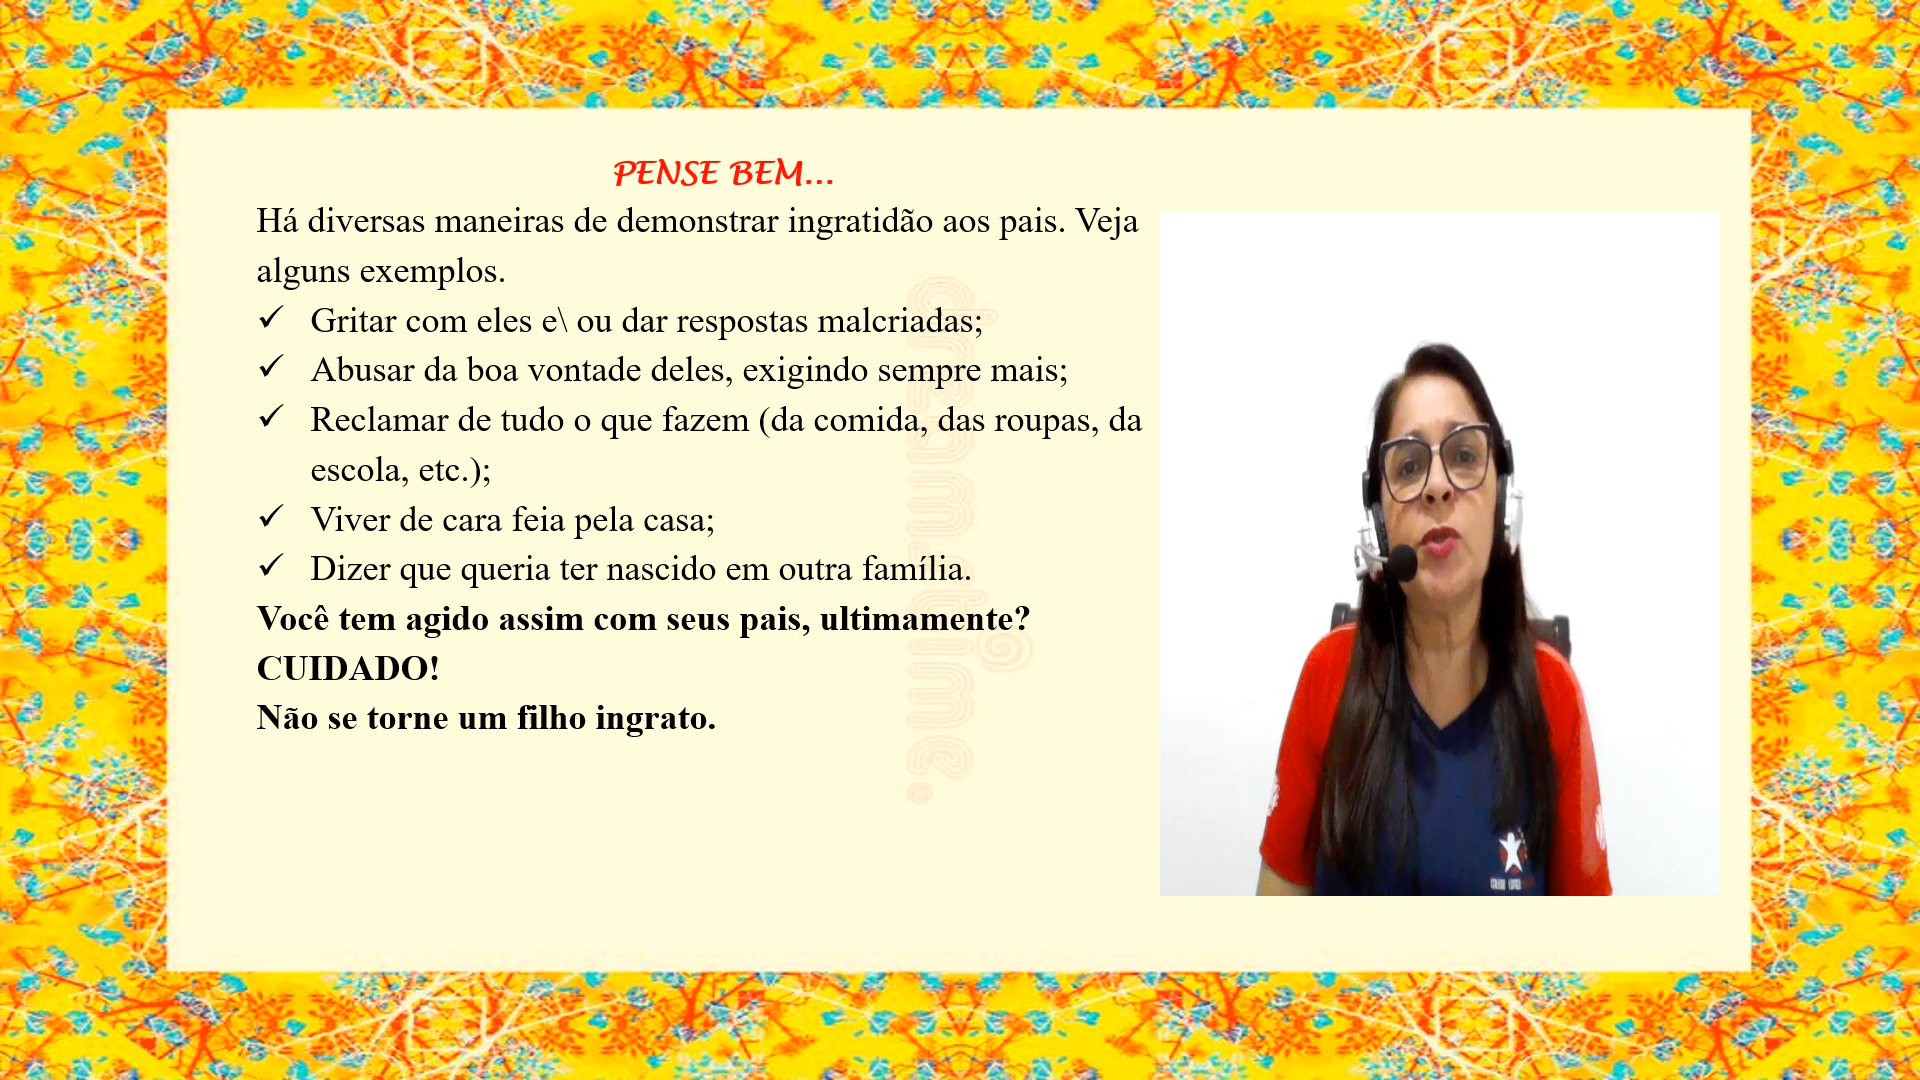 PENSE BEM...
Há diversas maneiras de demonstrar ingratidão aos pais. Veja
alguns exemplos.
✓ Gritar com eles e\ ou dar respostas malcriadas;
✓ Abusar da boa vontade deles, exigindo sempre mais;
✓ Reclamar de tudo o que fazem (da comida, das roupas, da
escola, etc.);
✓ Viver de cara feia pela casa;
✓ Dizer que queria ter nascido em outra família.
Você tem agido assim com seus pais, ultimamente?
CUIDADO!
Não se torne um filho ingrato.